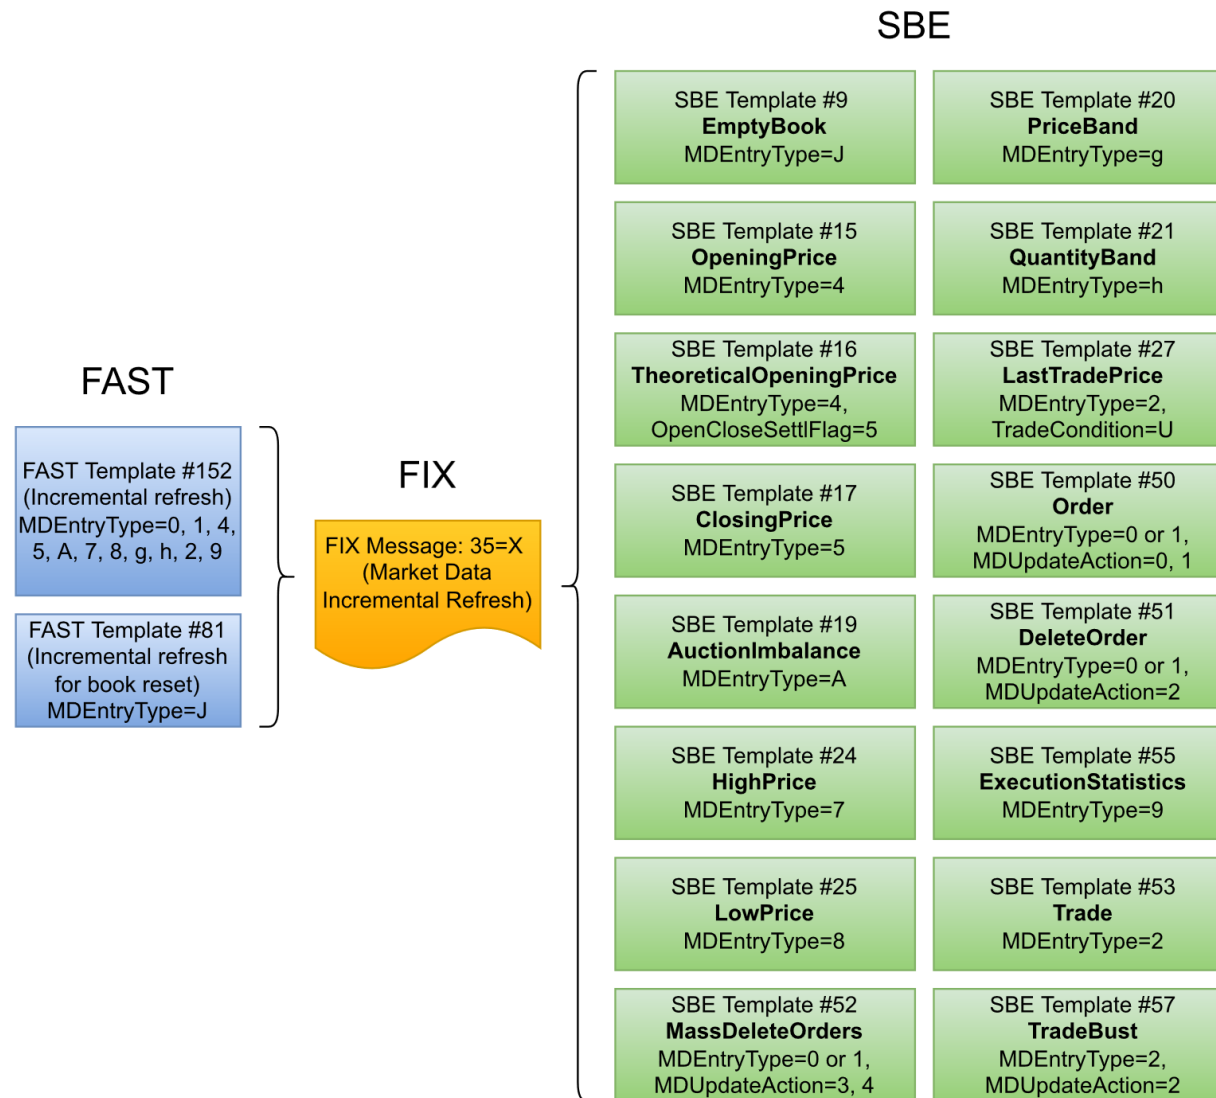 SBE
FAST
FAST Template #152
(Incremental refresh)
MDEntryType=0, 1, 4,
5, A, 7, 8, g, h, 2, 9
FAST Template #81
(Incremental refresh
for book reset)
MDEntryType=J
FIX
FIX Message: 35=X
(Market Data
Incremental Refresh)
SBE Template #9
EmptyBook
MDEntryType=J
SBE Template #20
PriceBand
MDEntryType=g
SBE Template #15
OpeningPrice
MDEntryType=4
SBE Template #21
QuantityBand
MDEntryType=h
SBE Template #16
TheoreticalOpeningPrice
MDEntryType=4,
OpenCloseSettlFlag=5
SBE Template #27
LastTradePrice
MDEntryType=2,
TradeCondition=U
SBE Template #17
ClosingPrice
MDEntryType=5
SBE Template #50
Order
MDEntryType=0 or 1,
MDUpdateAction=0, 1
SBE Template #19
AuctionImbalance
MDEntryType=A
SBE Template #51
DeleteOrder
MDEntryType=0 or 1,
MDUpdateAction=2
SBE Template #24
HighPrice
MDEntryType=7
SBE Template #55
ExecutionStatistics
MDEntryType=9
SBE Template #25
LowPrice
MDEntryType=8
SBE Template #53
Trade
MDEntryType=2
SBE Template #52
MassDeleteOrders
MDEntryType=0 or 1,
MDUpdateAction=3, 4
SBE Template #57
TradeBust
MDEntryType=2,
MDUpdateAction=2